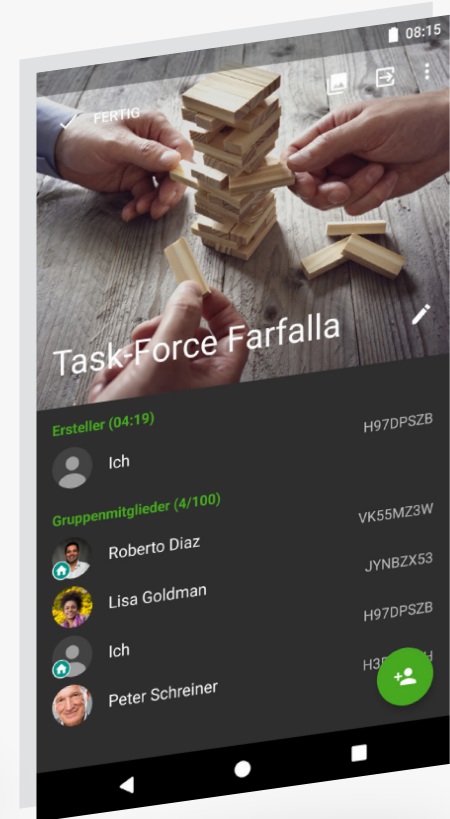 08:15
FERTIG
Task-Force Farfalla
Ersteller (04:19)
Ich H97DPSZB
Gruppenmitglieder (4/100)
Roberto Diaz VK55MZ3W
Lisa Goldman JYNBZX53
Ich H97DPSZB
Peter Schreiner